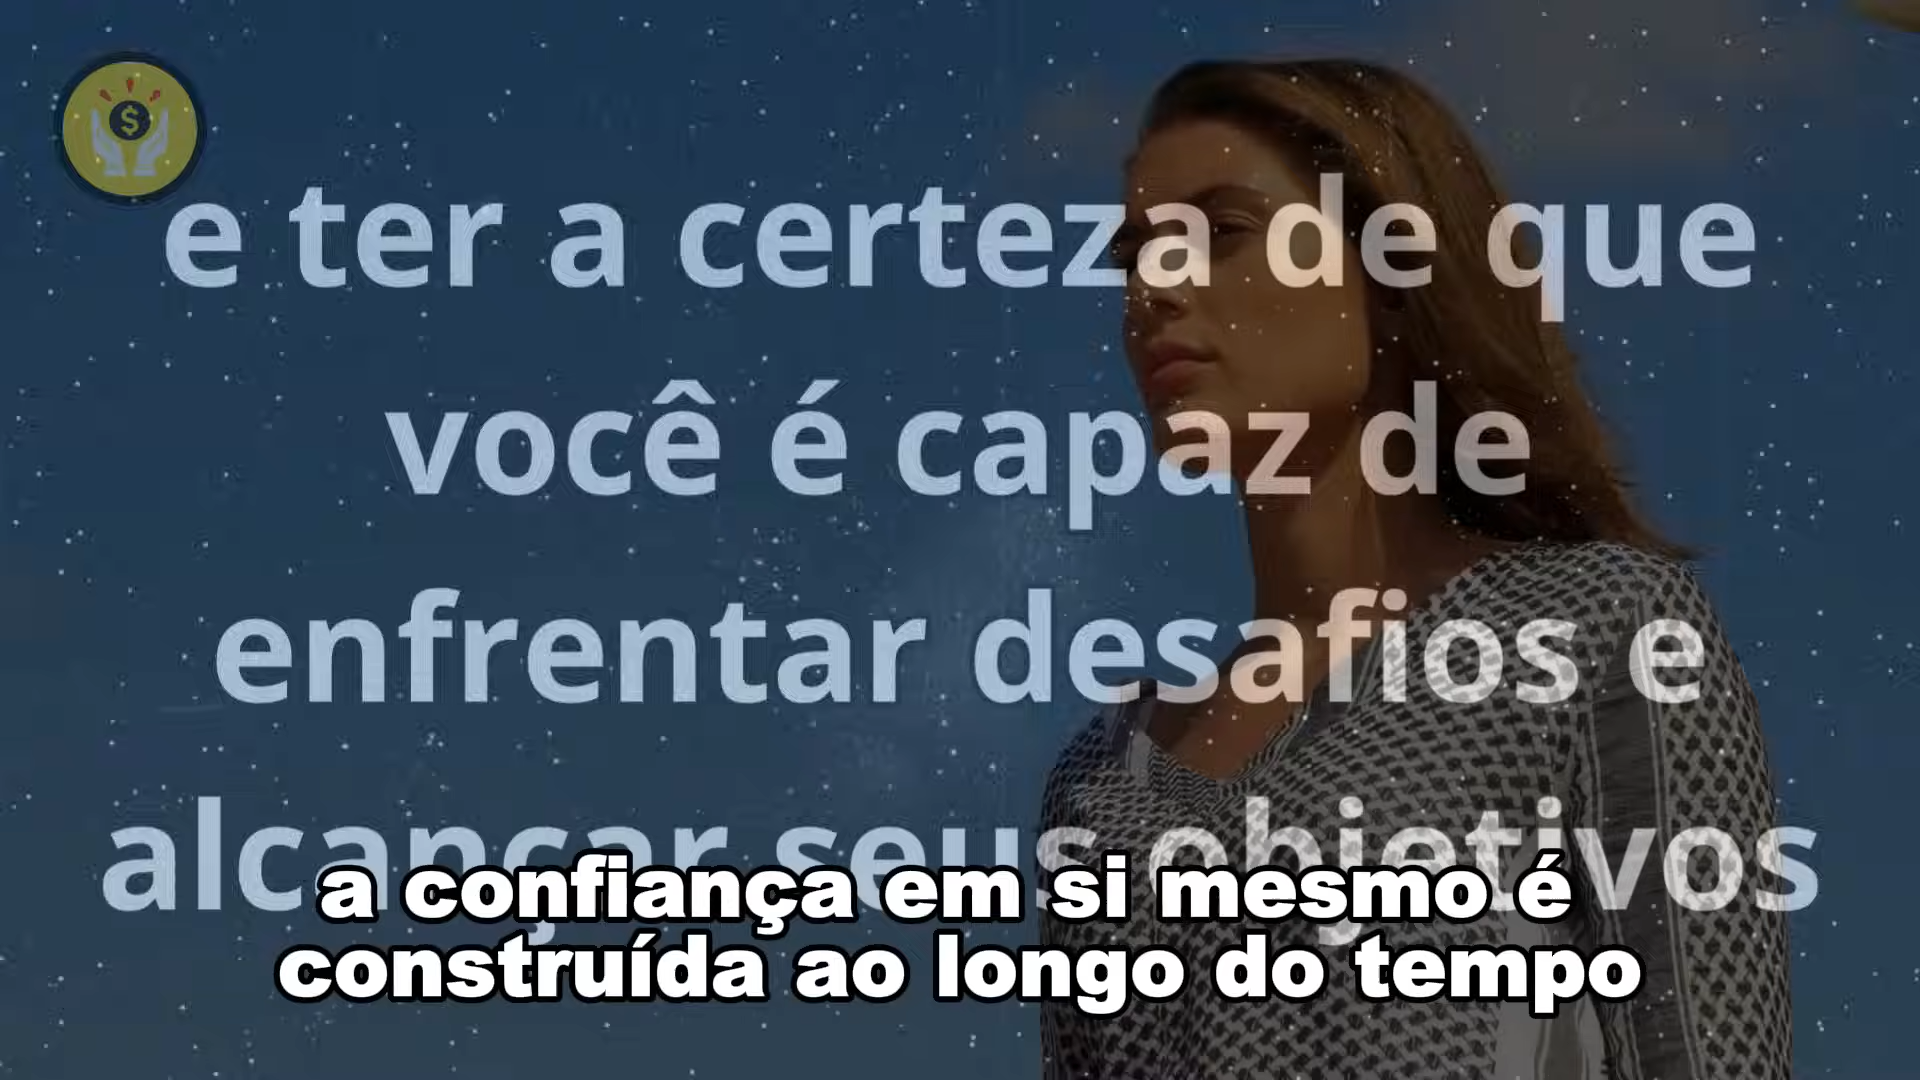 $
e ter a certeza de que
você é capaz de
enfrentar desafios e
alcançar seus objetivos
a confiança em si mesmo é
construída ao longo do tempo